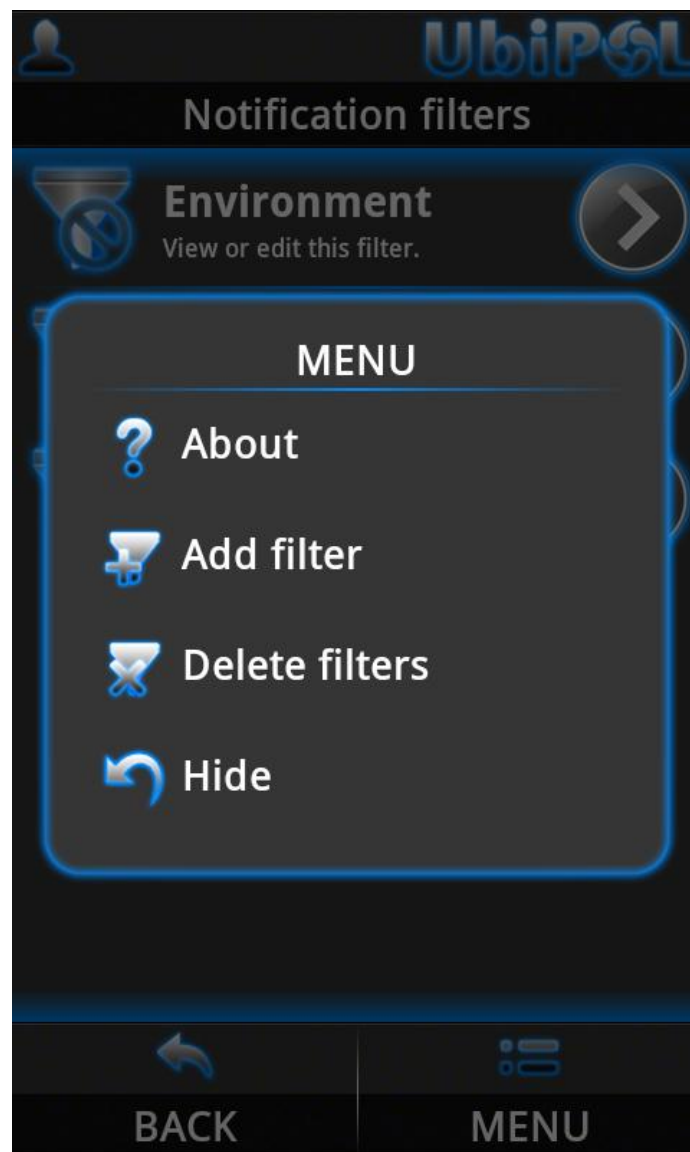 UbiPOL
Notification filters
Environment
View or edit this filter.
MENU
About
Add filter
Delete filters
Hide
BACK
MENU